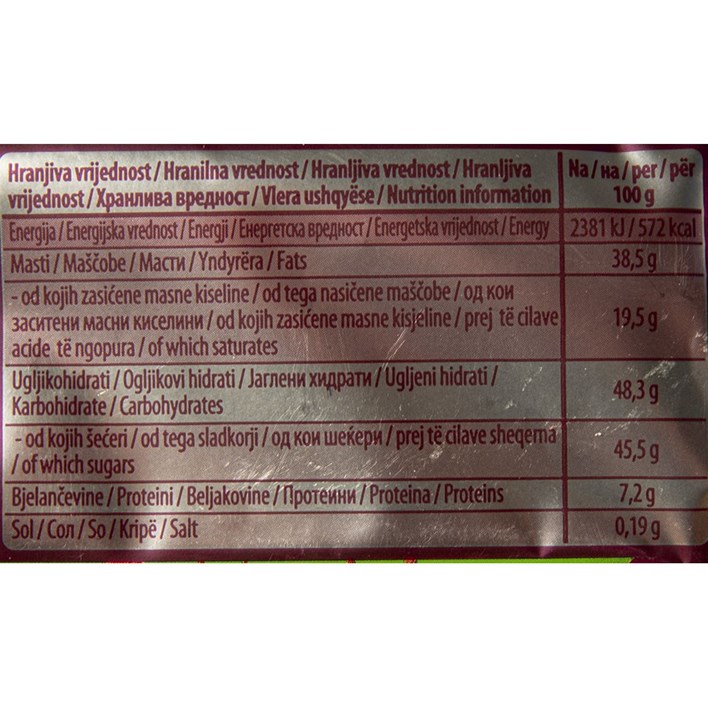 Hranjiva vrijednost / Hranilna vrednost / Hranljiva vrednost / Hranljiva
vrijednost / Хранлива вредност / Vlera ushqyëse / Nutrition information
Na / на / per / për
100 g
Energija / Energijska vrednost / Energji / Енергетска вредност / Energetska vrijednost / Energy
2381 kJ / 572 kcal
Masti / Maščobe / Масти / Yndyrëra / Fats
38,5 g
- od kojih zasićene masne kiseline / od tega nasičene maščobe / од кои
заситени масни киселини / od kojih zasićene masne kisjeline / prej të cilave
acide të ngopura / of which saturates
19,5 g
Ugljikohidrati / Ogljikovi hidrati / Јаглени хидрати / Ugljeni hidrati /
Karbohidrate / Carbohydrates
48,3 g
- od kojih šećeri / od tega sladkorji / од кои шеќери / prej të cilave sheqerna
/ of which sugars
45,5 g
Bjelančevine / Proteini / Beljakovine / Протеини / Proteina / Proteins
7,2 g
Sol / Сол / So / Kripë / Salt
0,19 g